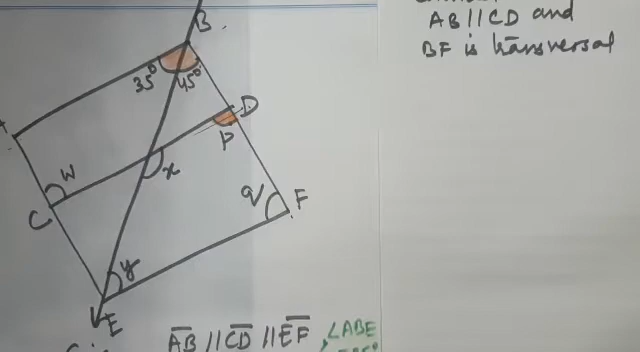 AB//CD and
BF is transversal
B
35° 45°
D
P
W
x
C
q F
y
E
AB // CD // EF, ∠ABE